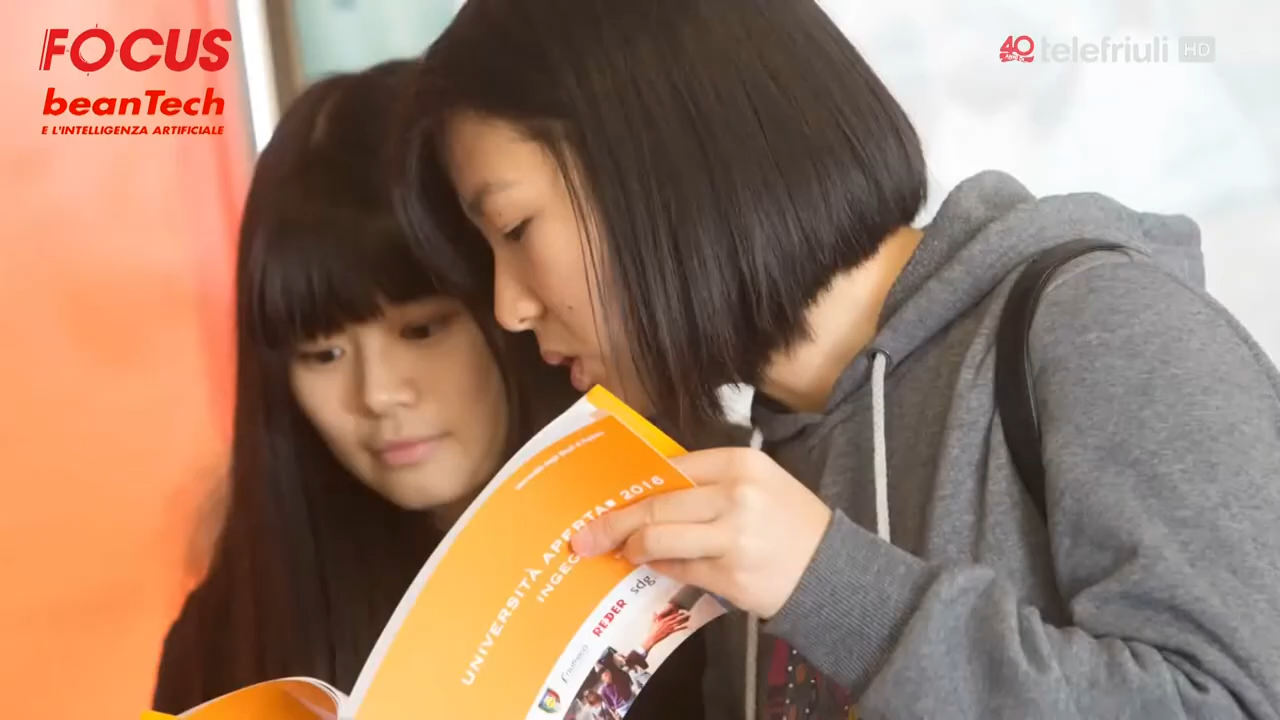 FOCUS
beanTech
E L'INTELLIGENZA ARTIFICIALE
40
telefriuli HD
UNIVERSITÀ APERTA 2016
INGEG
REDER
sdg